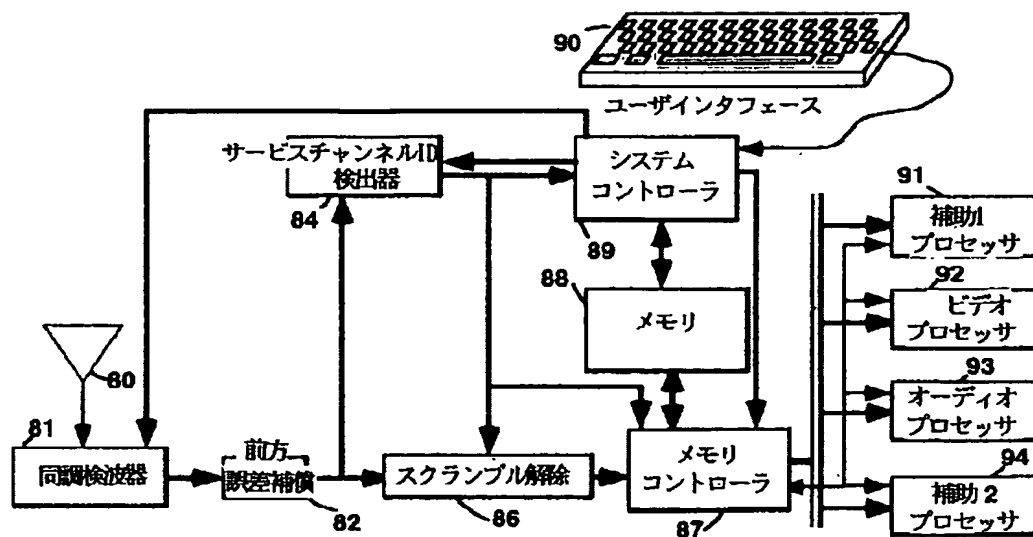 90
ユーザインタフェース
サービスチャンネルID
検出器
84
システム
コントローラ
89
91
補助1
プロセッサ
88
メモリ
92
ビデオ
プロセッサ
80
93
オーディオ
プロセッサ
81
同調検波器
前方
誤差補償
82
スクランブル解除
86
メモリ
コントローラ
87
94
補助2
プロセッサ